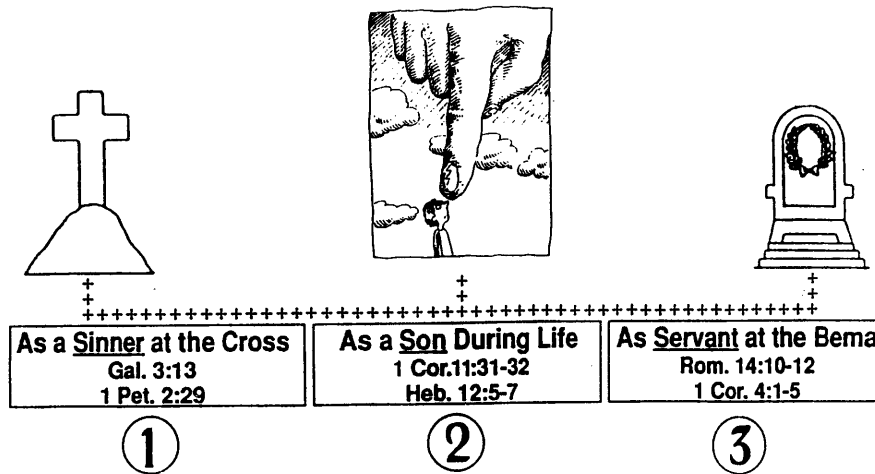 As a Sinner at the Cross
Gal. 3:13
1 Pet. 2:29
As a Son During Life
1 Cor.11:31-32
Heb. 12:5-7
As Servant at the Bema
Rom. 14:10-12
1 Cor. 4:1-5
1
2
3